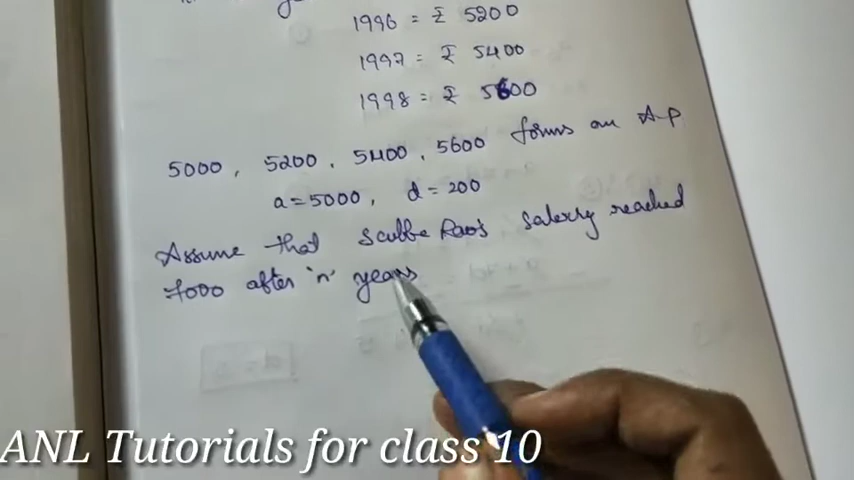 1996 = ₹ 5200
1997 = ₹ 5400
1998 = ₹ 5600
5000, 5200, 5400, 5600 forms an A.P
a=5000, d=200
Assume that Subba Rao's salary reached
7000 after 'n' years
ANL Tutorials for class 10